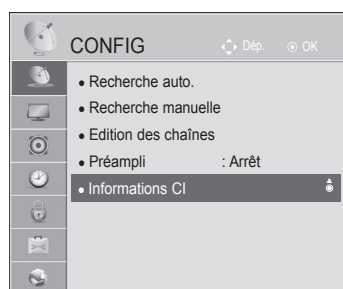 CONFIG Dép. OK
• Recherche auto.
• Recherche manuelle
• Edition des chaînes
• Préampli : Arrêt
• Informations CI